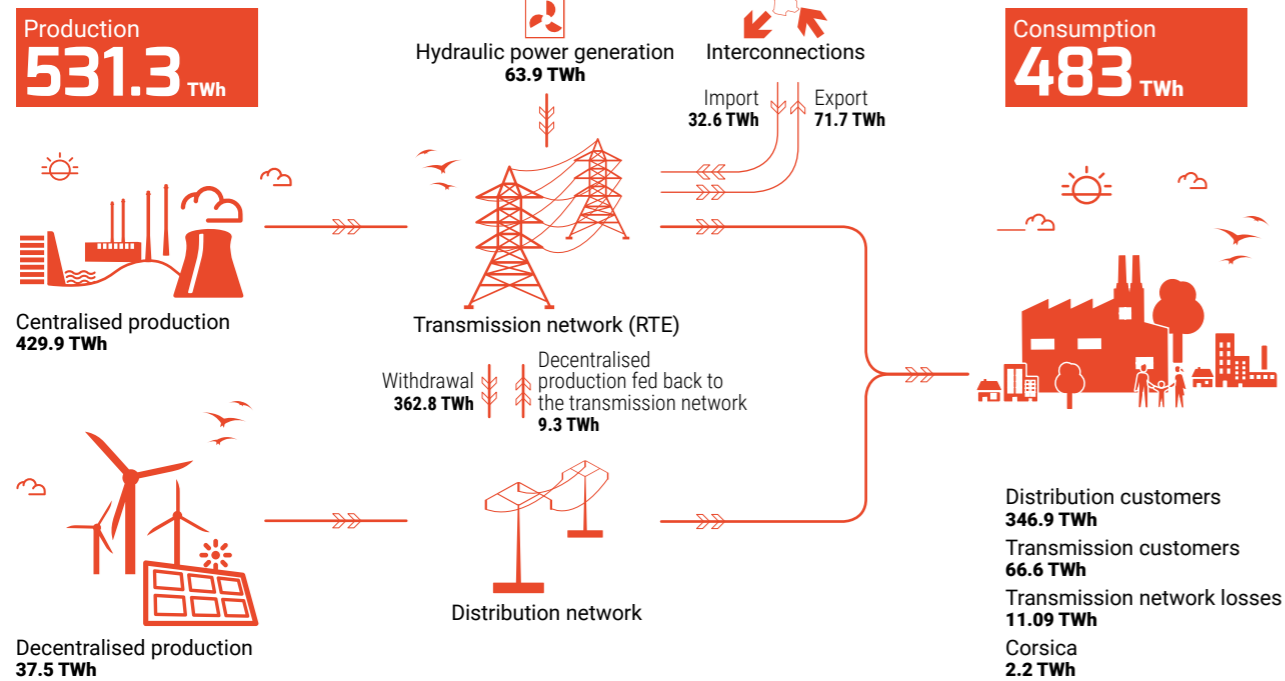 Production
531.3 TWh
Hydraulic power generation
63.9 TWh
Interconnections
Import
32.6 TWh
Export
71.7 TWh
Consumption
483 TWh
Centralised production
429.9 TWh
Transmission network (RTE)
Withdrawal
362.8 TWh
Decentralised
production fed back to
the transmission network
9.3 TWh
Decentralised production
37.5 TWh
Distribution network
Distribution customers
346.9 TWh
Transmission customers
66.6 TWh
Transmission network losses
11.09 TWh
Corsica
2.2 TWh